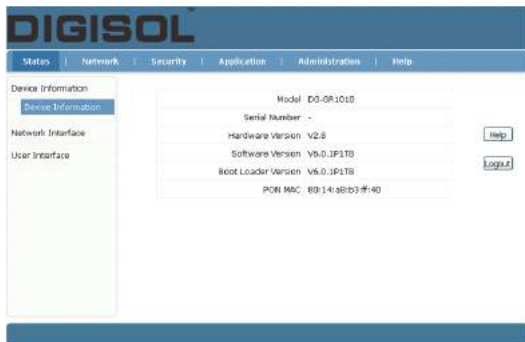 DIGISOL
Status | Network | Security | Application | Administration | Help
Device Information
Device Information
Network Interface
User Interface
Model DG-GR1010
Serial Number -
Hardware Version V2.8
Software Version V6.0.1P1T8
Boot Loader Version V6.0.1P1T8
PON MAC 80:14:a8:b3:ff:40
Help
Logout